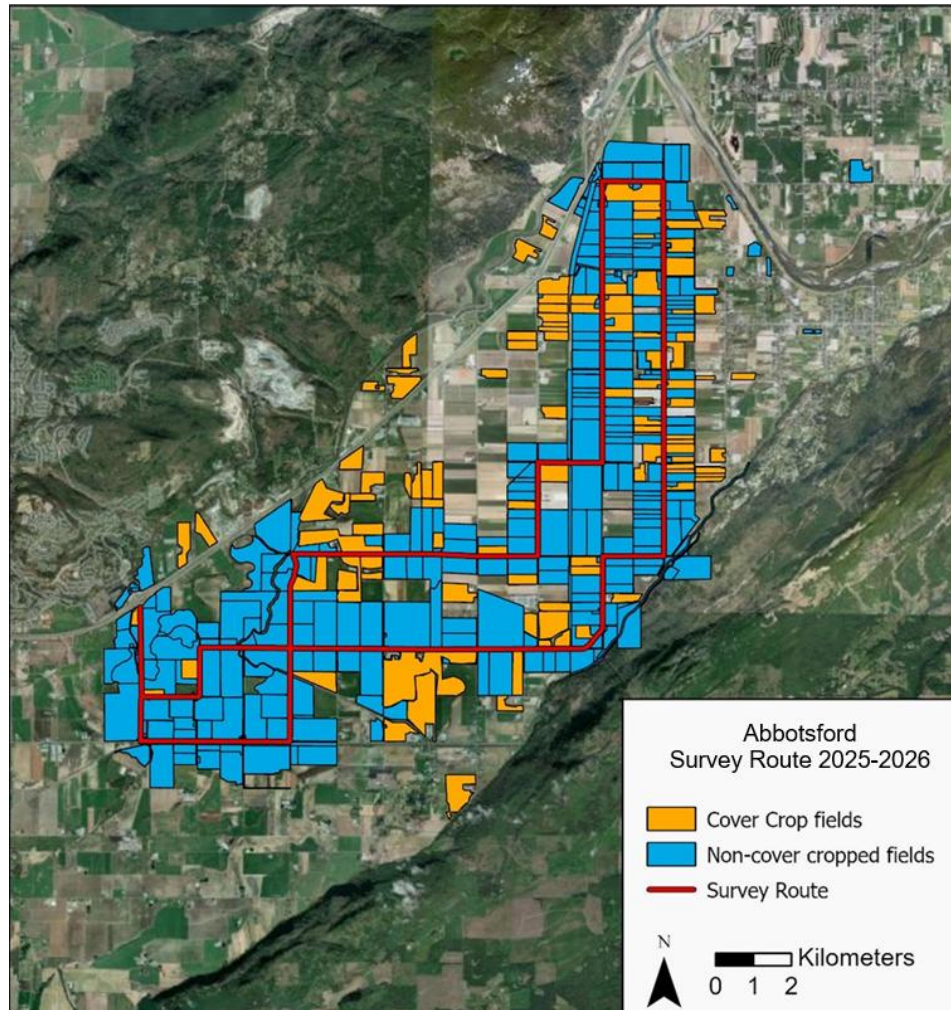 Abbotsford
Survey Route 2025-2026
Cover Crop fields
Non-cover cropped fields
Survey Route
N
Kilometers
0 1 2